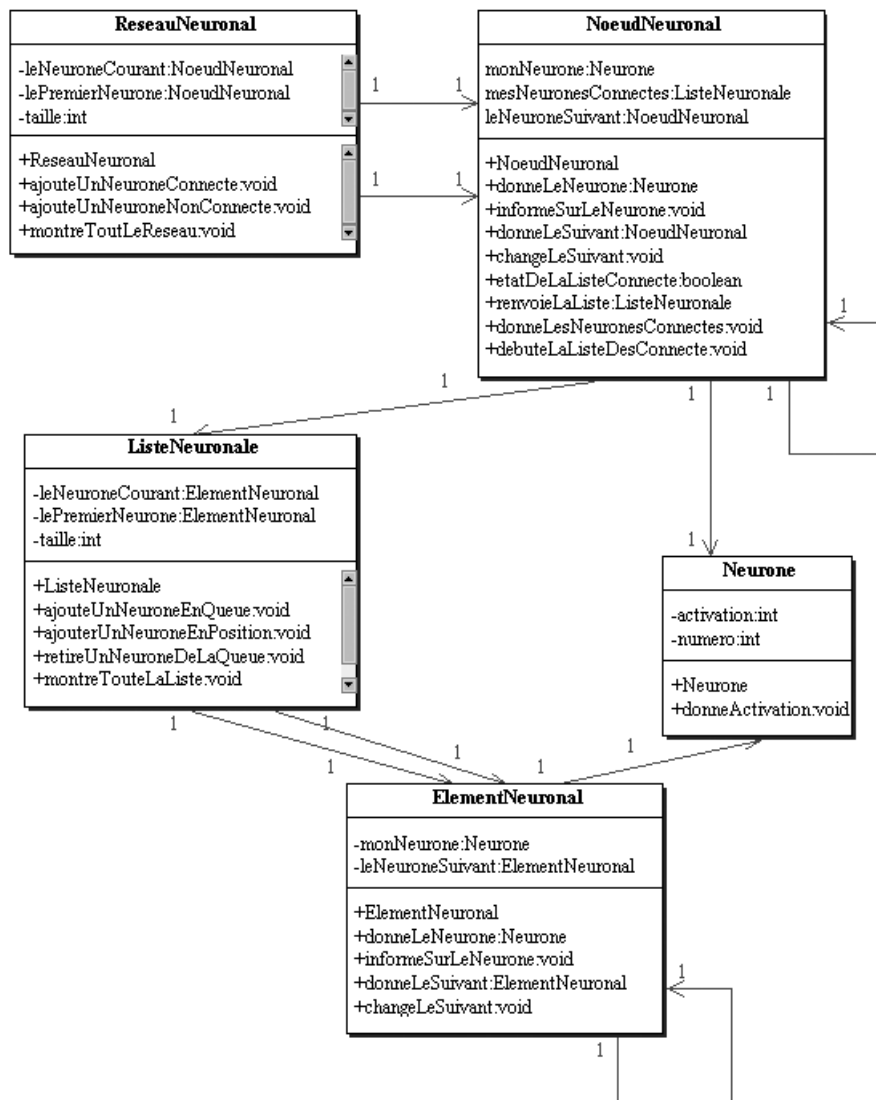 ReseauNeuronal
-leNeuroneCourant:NoeudNeuronal
-lePremierNeurone:NoeudNeuronal
-taille:int
+ReseauNeuronal
+ajouteUnNeuroneConnecte:void
+ajouteUnNeuroneNonConnecte:void
+montreToutLeReseau:void
1
1
1
1
NoeudNeuronal
monNeurone:Neurone
mesNeuronesConnectes:ListeNeuronale
leNeuroneSuivant:NoeudNeuronal
+NoeudNeuronal
+donneLeNeurone:Neurone
+informeSurLeNeurone:void
+donneLeSuivant:NoeudNeuronal
+changeLeSuivant:void
+etatDeLaListeConnecte:boolean
+renvoieLaListe:ListeNeuronale
+donneLesNeuronesConnectes:void
+debuteLaListeDesConnecte:void
1
1
1
1
1
ListeNeuronale
-leNeuroneCourant:ElementNeuronal
-lePremierNeurone:ElementNeuronal
-taille:int
+ListeNeuronale
+ajouteUnNeuroneEnQueue:void
+ajouterUnNeuroneEnPosition:void
+retireUnNeuroneDeLaQueue:void
+montreTouteLaListe:void
1
Neurone
-activation:int
-numero:int
+Neurone
+donneActivation:void
1
1
1
1
1
1
ElementNeuronal
-monNeurone:Neurone
-leNeuroneSuivant:ElementNeuronal
+ElementNeuronal
+donneLeNeurone:Neurone
+informeSurLeNeurone:void
+donneLeSuivant:ElementNeuronal
+changeLeSuivant:void
1
1